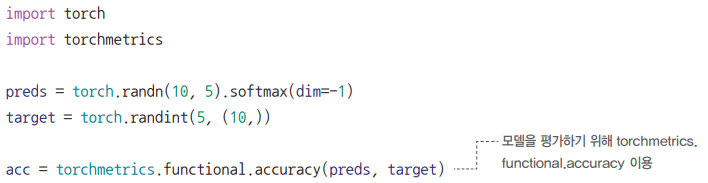 import torch
import torchmetrics
preds = torch.randn(10, 5).softmax(dim=-1)
target = torch.randint(5, (10,))
acc = torchmetrics.functional.accuracy(preds, target)
모델을 평가하기 위해 torchmetrics.
functional.accuracy 이용